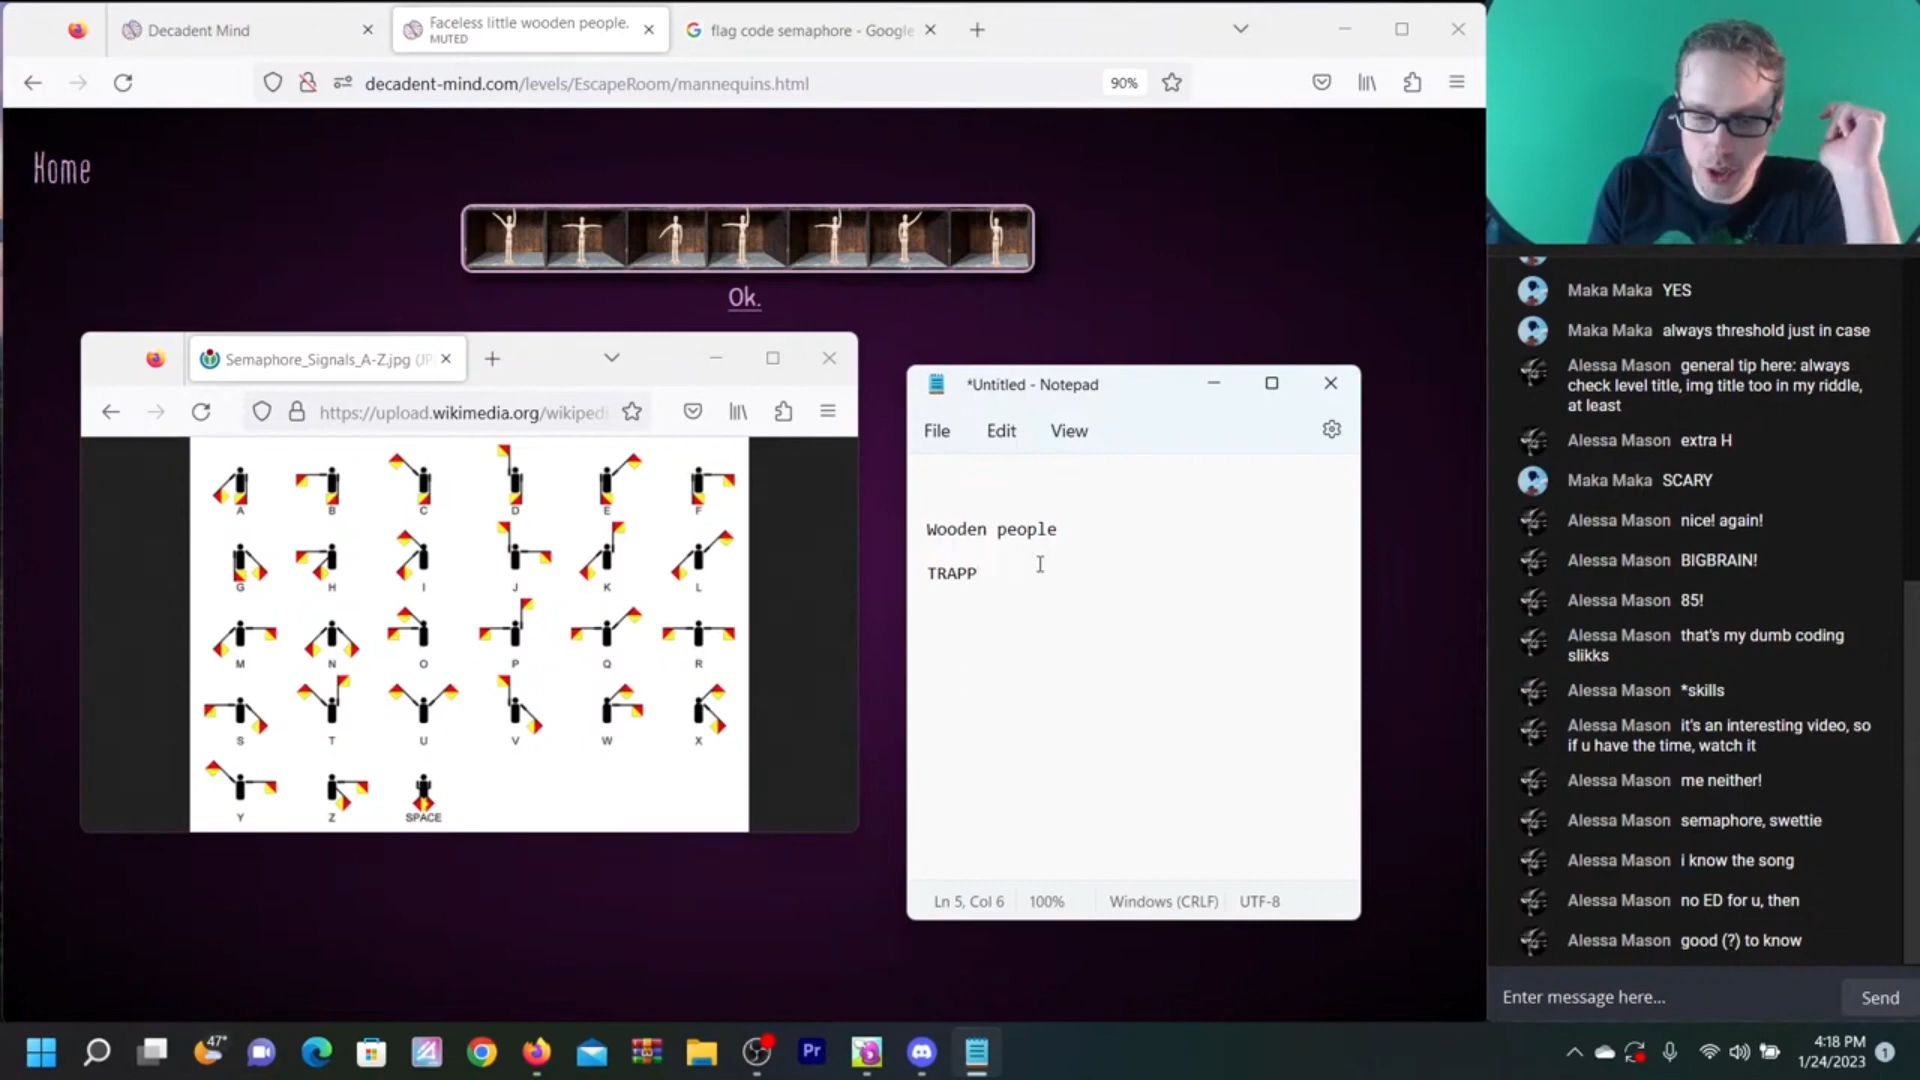 Decadent Mind
Faceless little wooden people.
MUTED
flag code semaphore - Google
decadent-mind.com/levels/EscapeRoom/mannequins.html
90%
Home
Ok.
Semaphore_Signals_A-Z.jpg (JP
https://upload.wikimedia.org/wikipedi
A B C D E F
G H I J K L
M N O P Q R
S T U V W X
Y Z SPACE
*Untitled - Notepad
File Edit View
Wooden people
TRAPP
Ln 5, Col 6 100% Windows (CRLF) UTF-8
Maka Maka YES
Maka Maka always threshold just in case
Alessa Mason general tip here: always
check level title, img title too in my riddle,
at least
Alessa Mason extra H
Maka Maka SCARY
Alessa Mason nice! again!
Alessa Mason BIGBRAIN!
Alessa Mason 85!
Alessa Mason that's my dumb coding
slikks
Alessa Mason *skills
Alessa Mason it's an interesting video, so
if u have the time, watch it
Alessa Mason me neither!
Alessa Mason semaphore, swettie
Alessa Mason i know the song
Alessa Mason no ED for u, then
Alessa Mason good (?) to know
Enter message here...
Send
47°
Pr
4:18 PM
1/24/2023
1